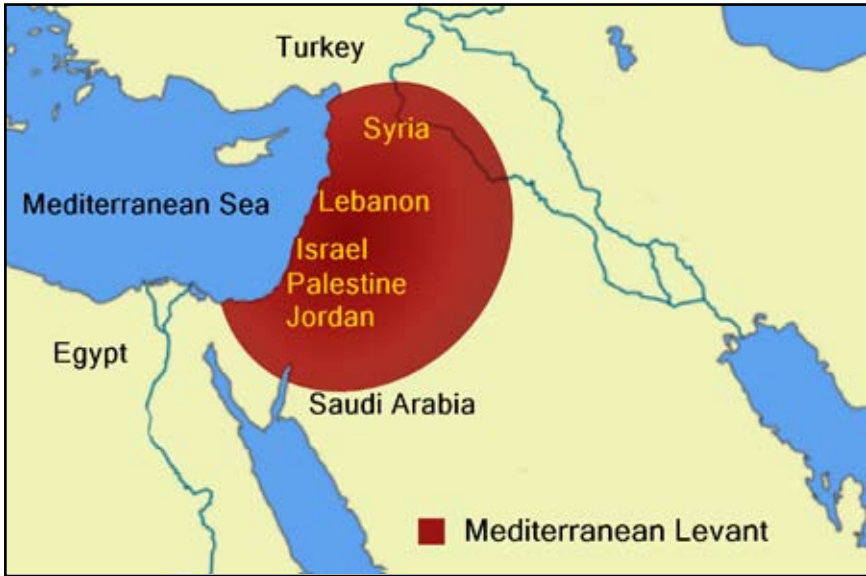 Turkey
Syria
Mediterranean Sea
Lebanon
Israel
Palestine
Jordan
Egypt
Saudi Arabia
Mediterranean Levant